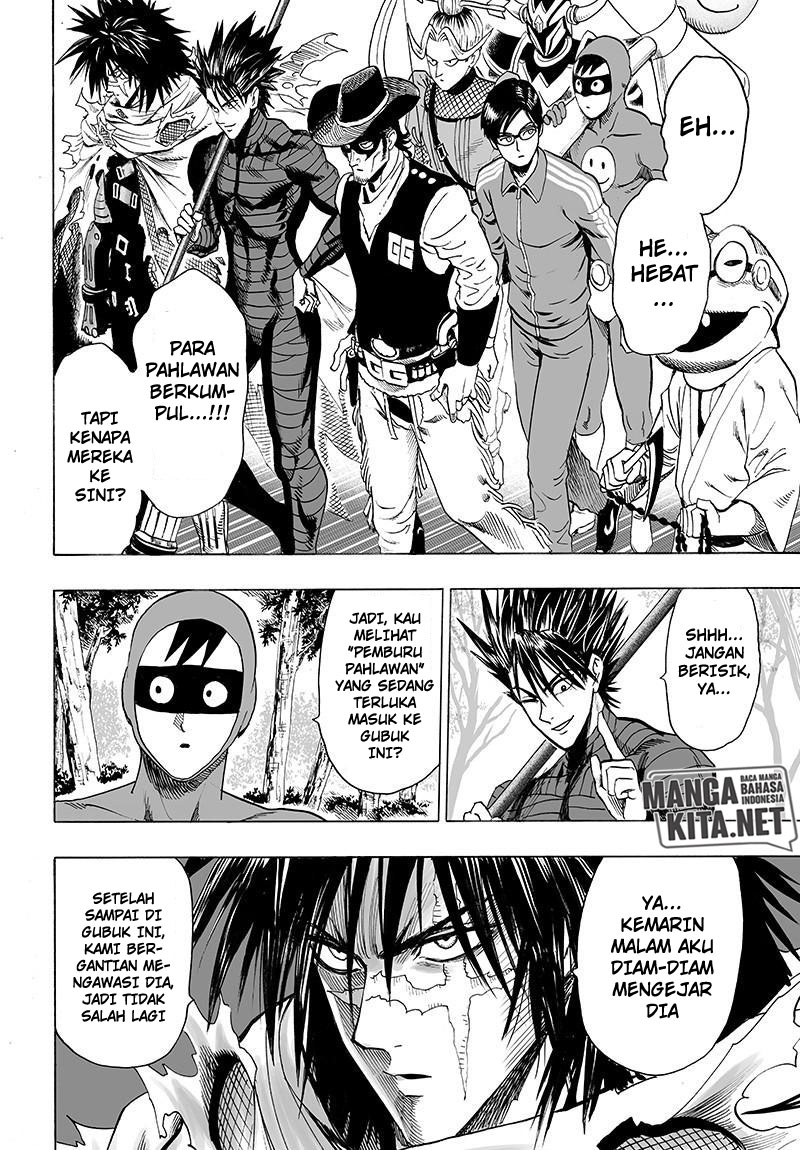 EH...
HE...
HEBAT
...
PARA
PAHLAWAN
BERKUM-
PUL...!!!
TAPI
KENAPA
MEREKA
KE
SINI?
SHHH...
JANGAN
BERISIK,
YA...
JADI, KAU
MELIHAT
"PEMBURU
PAHLAWAN"
YANG SEDANG
TERLUKA
MASUK KE
GUBUK
INI?
MANGA
KITA.NET
BACA MANGA
BAHASA
INDONESIA
YA...
KEMARIN
MALAM AKU
DIAM-DIAM
MENGEJAR
DIA
SETELAH
SAMPAI DI
GUBUK INI,
KAMI BER-
GANTIAN ME-
NGAWASI DIA,
JADI TIDAK
SALAH LAGI